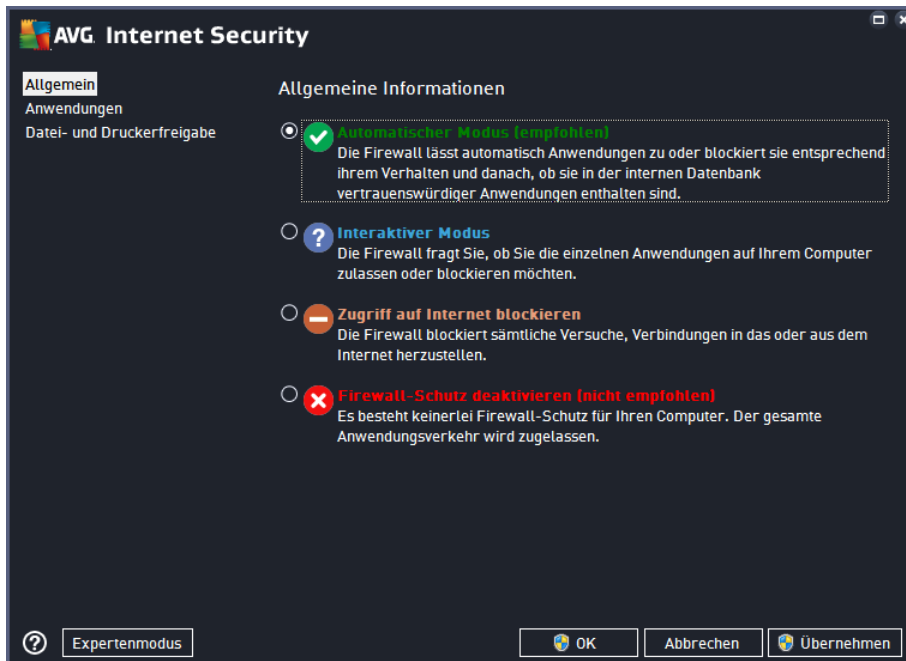 AVG Internet Security
Allgemein
Anwendungen
Datei- und Druckerfreigabe
Allgemeine Informationen
Automatischer Modus (empfohlen)
Die Firewall lässt automatisch Anwendungen zu oder blockiert sie entsprechend
ihrem Verhalten und danach, ob sie in der internen Datenbank
vertrauenswürdiger Anwendungen enthalten sind.
Interaktiver Modus
Die Firewall fragt Sie, ob Sie die einzelnen Anwendungen auf Ihrem Computer
zulassen oder blockieren möchten.
Zugriff auf Internet blockieren
Die Firewall blockiert sämtliche Versuche, Verbindungen in das oder aus dem
Internet herzustellen.
Firewall-Schutz deaktivieren (nicht empfohlen)
Es besteht keinerlei Firewall-Schutz für Ihren Computer. Der gesamte
Anwendungsverkehr wird zugelassen.
Expertenmodus
OK
Abbrechen
Übernehmen